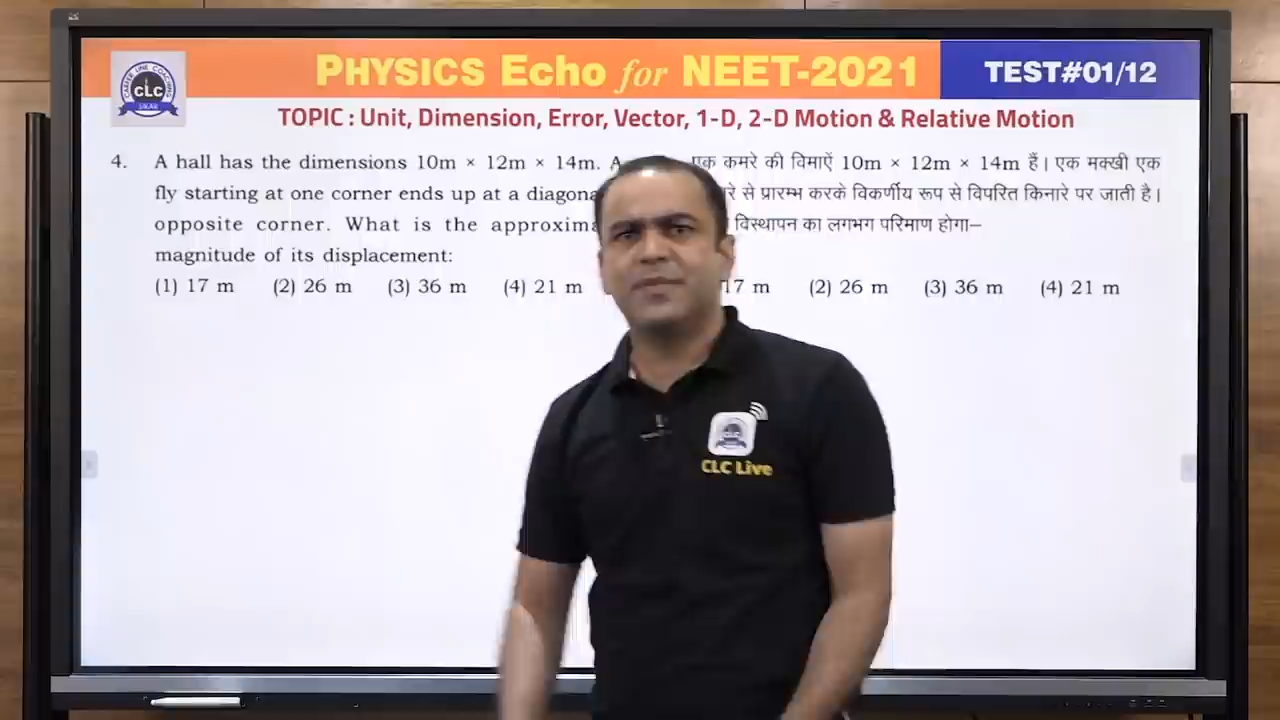 PHYSICS Echo for NEET-2021
TEST#01/12
CLC
SIKAR
TOPIC : Unit, Dimension, Error, Vector, 1-D, 2-D Motion & Relative Motion
4. A hall has the dimensions 10m × 12m × 14m. A
fly starting at one corner ends up at a diagona
opposite corner. What is the approxima
magnitude of its displacement:
(1) 17 m (2) 26 m (3) 36 m (4) 21 m
एक कमरे की विमाऐं 10m × 12m × 14m हैं। एक मक्खी एक
रे से प्रारम्भ करके विकर्णीय रूप से विपरित किनारे पर जाती है।
विस्थापन का लगभग परिमाण होगा–
17 m (2) 26 m (3) 36 m (4) 21 m
CLC Live